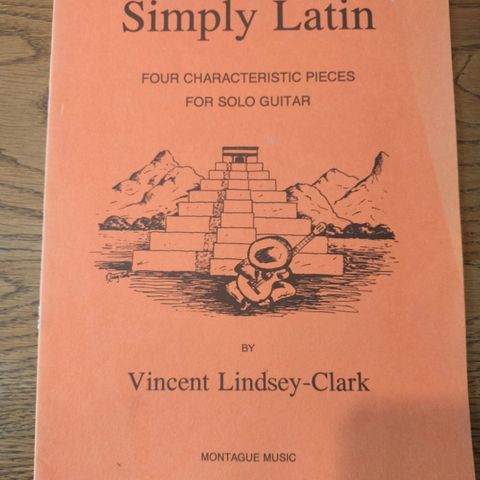 Simply Latin
FOUR CHARACTERISTIC PIECES
FOR SOLO GUITAR
BY
Vincent Lindsey-Clark
MONTAGUE MUSIC